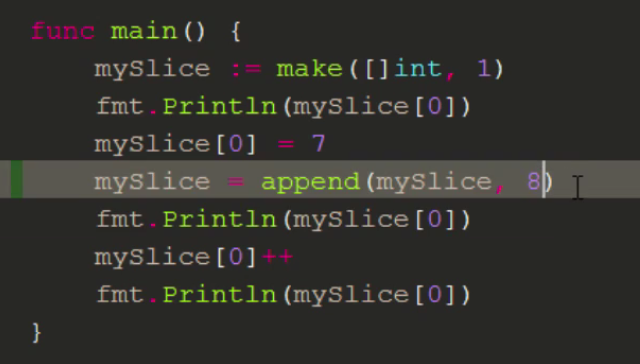 func main() {
    mySlice := make([]int, 1)
    fmt.Println(mySlice[0])
    mySlice[0] = 7
    mySlice = append(mySlice, 8)
    fmt.Println(mySlice[0])
    mySlice[0]++
    fmt.Println(mySlice[0])
}